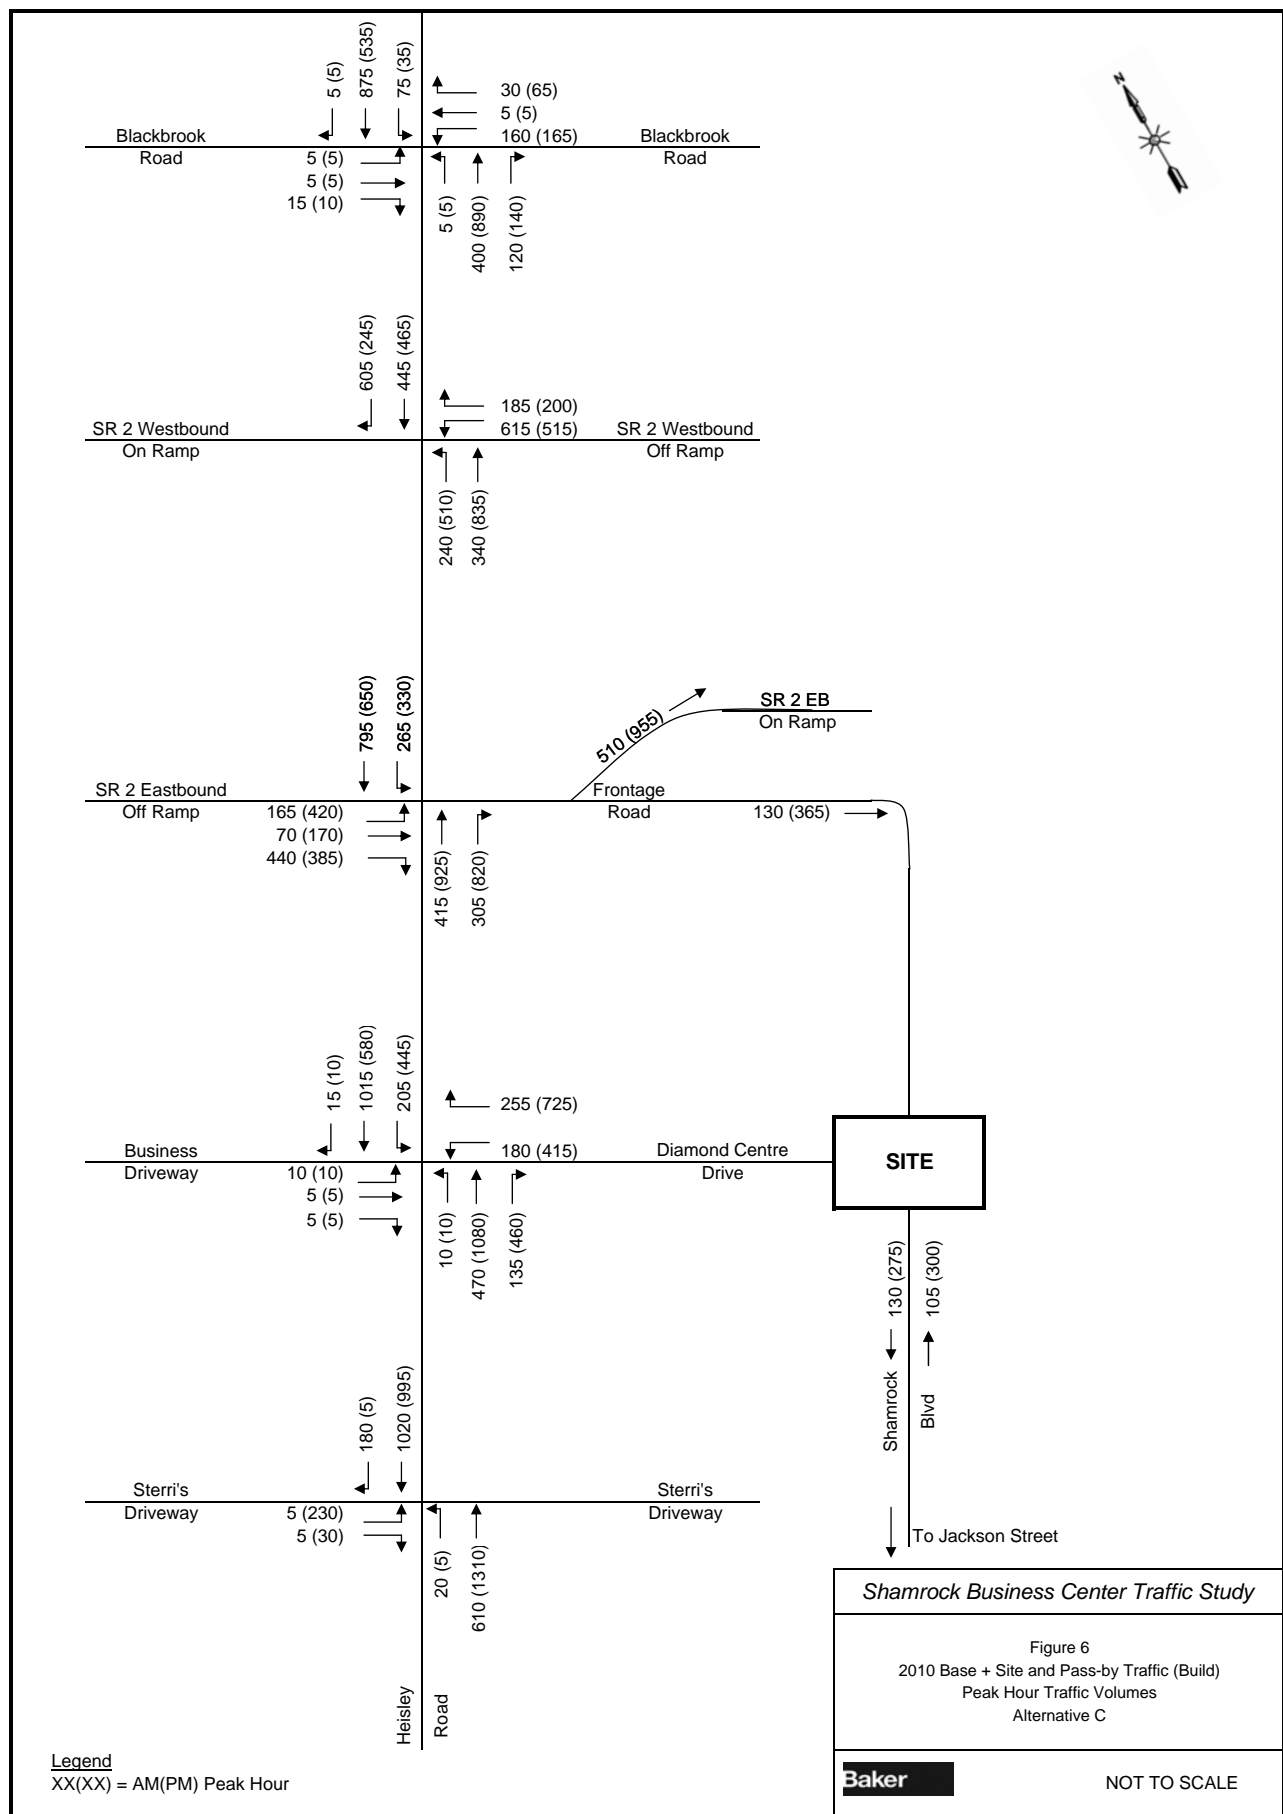 5 (5)
875 (535)
75 (35)
N
30 (65)
5 (5)
160 (165)
Blackbrook
Road
Blackbrook
Road
5 (5)
5 (5)
15 (10)
5 (5)
400 (890)
120 (140)
605 (245)
445 (465)
185 (200)
615 (515)
SR 2 Westbound
On Ramp
SR 2 Westbound
Off Ramp
240 (510)
340 (835)
795 (650)
265 (330)
510 (955)
SR 2 EB
On Ramp
SR 2 Eastbound
Off Ramp
165 (420)
70 (170)
440 (385)
Frontage
Road
130 (365)
415 (925)
305 (820)
15 (10)
1015 (580)
205 (445)
255 (725)
180 (415)
Business
Driveway
10 (10)
5 (5)
5 (5)
Diamond Centre
Drive
SITE
10 (10)
470 (1080)
135 (460)
130 (275)
105 (300)
Shamrock
Blvd
180 (5)
1020 (995)
Sterri's
Driveway
Sterri's
Driveway
5 (230)
5 (30)
20 (5)
610 (1310)
To Jackson Street
Heisley
Road
Shamrock Business Center Traffic Study
Figure 6
2010 Base + Site and Pass-by Traffic (Build)
Peak Hour Traffic Volumes
Alternative C
Legend
XX(XX) = AM(PM) Peak Hour
Baker
NOT TO SCALE